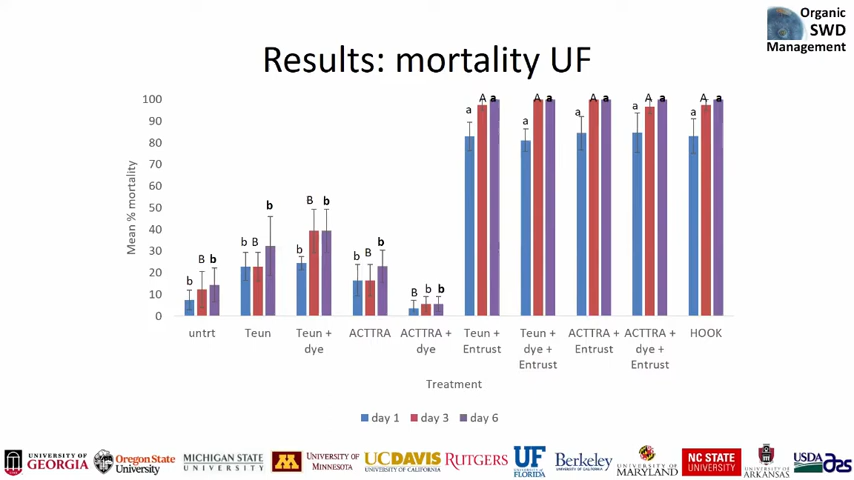 Organic
SWD
Management
Results: mortality UF
Mean % mortality
100
90
80
70
60
50
40
30
20
10
0
b B b
b B b
b B b
b B b
B b b
a A a
a A a
a A a
a A a
a A a
untrt
Teun
Teun +
dye
ACTTRA
ACTTRA +
dye
Teun +
Entrust
Teun +
dye +
Entrust
ACTTRA +
Entrust
ACTTRA +
dye +
Entrust
HOOK
Treatment
day 1 day 3 day 6
UNIVERSITY OF
GEORGIA
Oregon State
University
MICHIGAN STATE
UNIVERSITY
M
UNIVERSITY OF
MINNESOTA
UCDAVIS
UNIVERSITY OF CALIFORNIA
RUTGERS
UF
UNIVERSITY of
FLORIDA
Berkeley
UNIVERSITY OF CALIFORNIA
UNIVERSITY OF
MARYLAND
NC STATE
UNIVERSITY
UNIVERSITY OF
ARKANSAS
USDA
ars